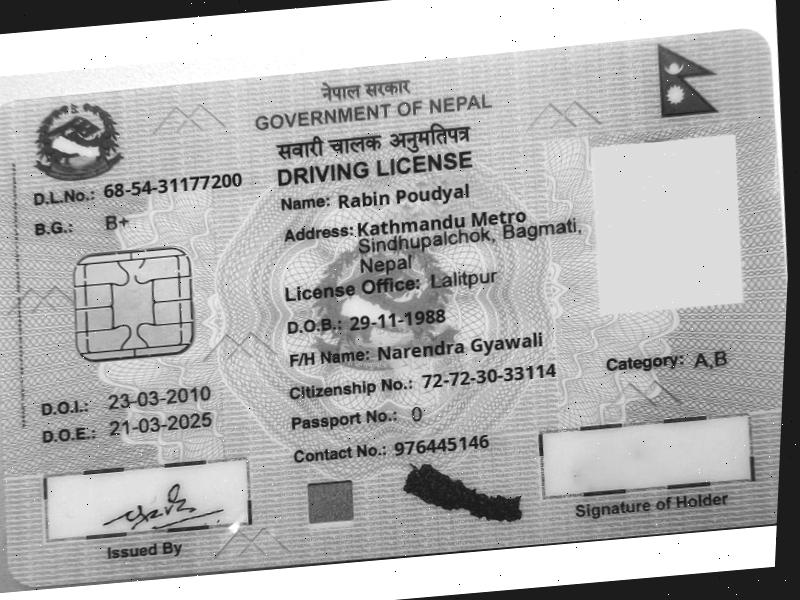 नेपाल सरकार
GOVERNMENT OF NEPAL
सवारी चालक अनुमतिपत्र
DRIVING LICENSE
D.L.No.: 68-54-31177200
B.G.: B+
Name: Rabin Poudyal
Address: Kathmandu Metro
Sindhupalchok, Bagmati,
Nepal
License Office: Lalitpur
D.O.B.: 29-11-1988
F/H Name: Narendra Gyawali
Citizenship No.: 72-72-30-33114
Category: A,B
Passport No.: 0
Contact No.: 976445146
D.O.I.: 23-03-2010
D.O.E.: 21-03-2025
Issued By
Signature of Holder